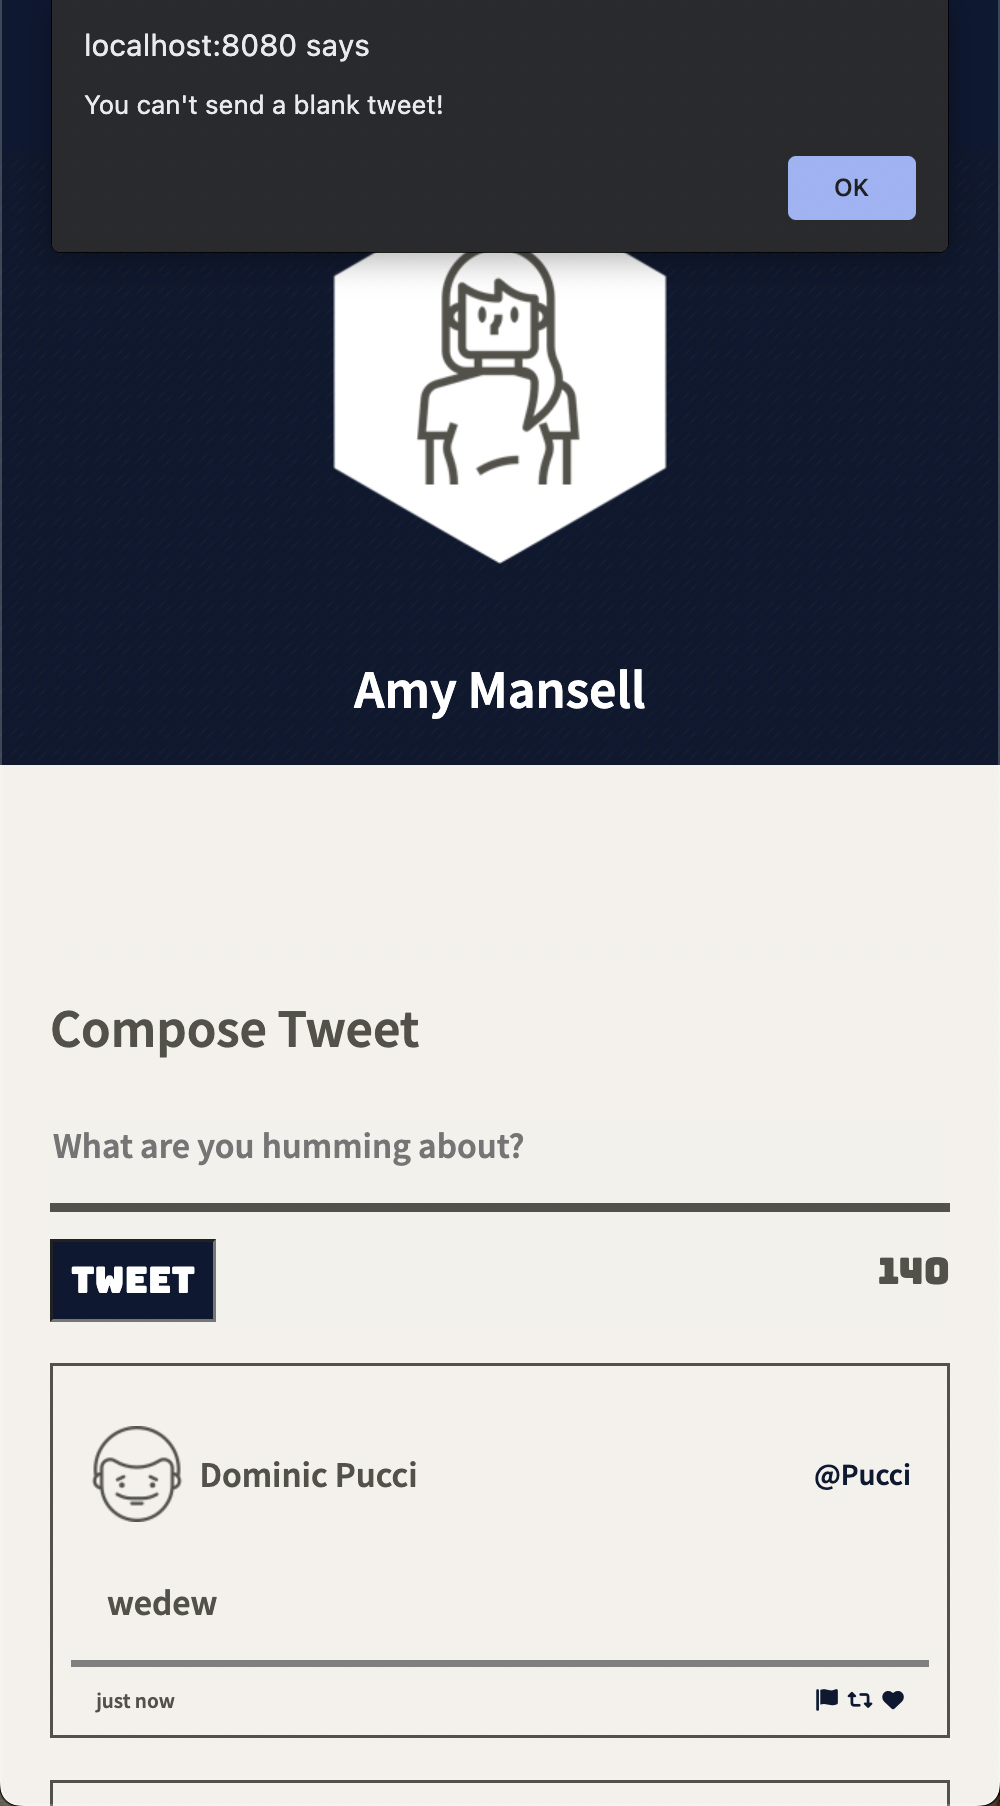 localhost:8080 says
You can't send a blank tweet!
OK
Amy Mansell
Compose Tweet
What are you humming about?
TWEET
140
Dominic Pucci
@Pucci
wedew
just now